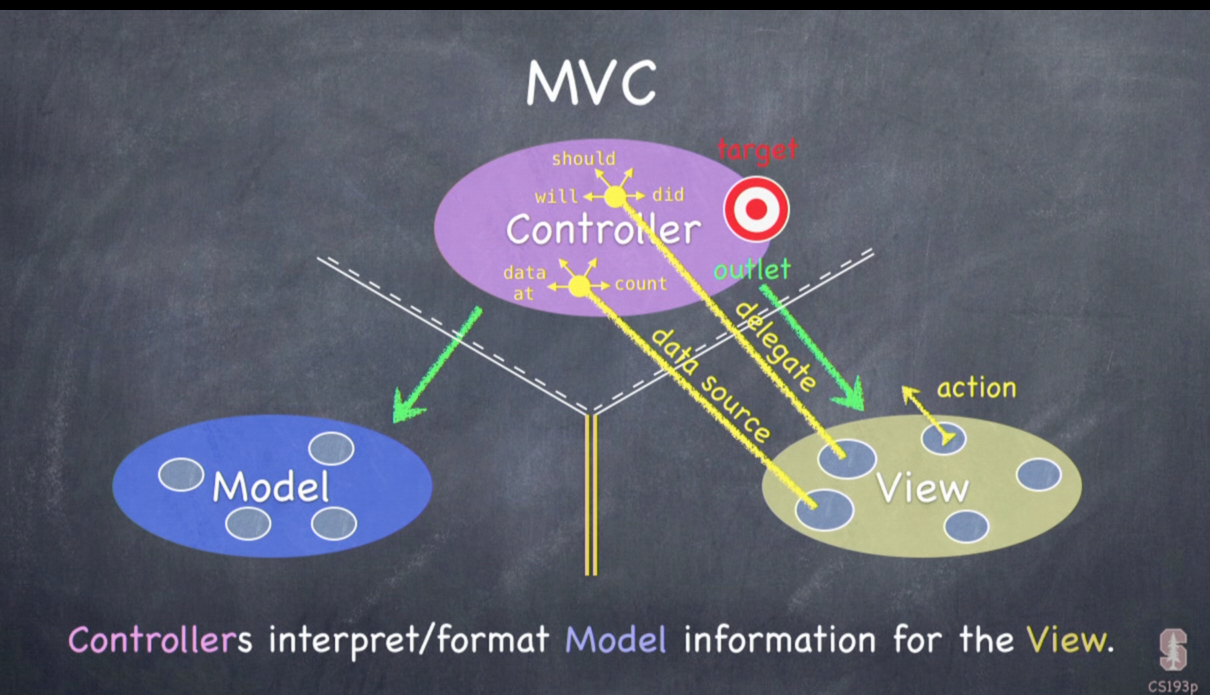 MVC
target
should
will
did
Controller
outlet
data
at
count
delegate
data source
action
Model
View
Controllers interpret/format Model information for the View.
S
CS193p